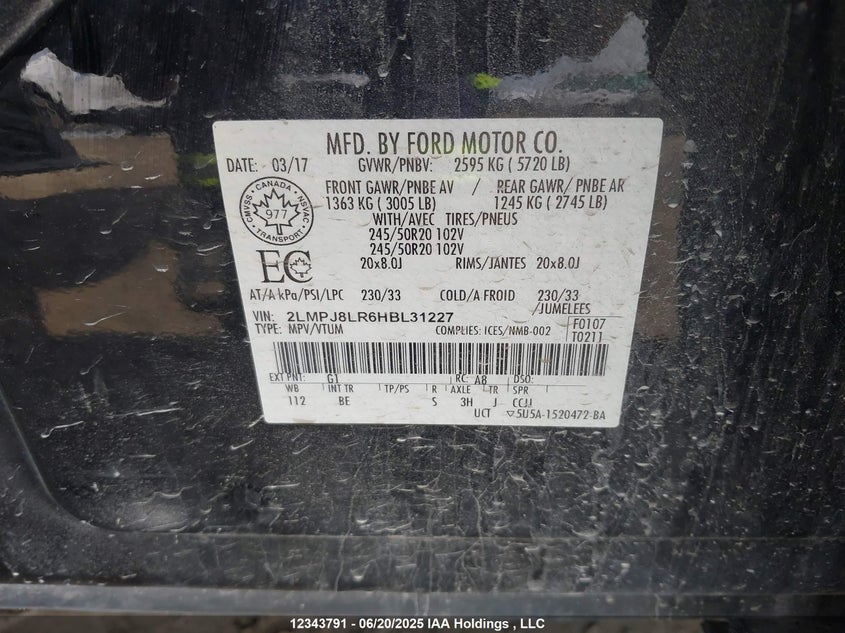 MFD. BY FORD MOTOR CO.
DATE: 03/17 GVWR/PNBV: 2595 KG ( 5720 LB)
FRONT GAWR/PNBE AV / REAR GAWR/ PNBE AR
1363 KG ( 3005 LB) 1245 KG ( 2745 LB)
WITH/AVEC TIRES/PNEUS
245/50R20 102V
245/50R20 102V
20x8.0J RIMS/JANTES 20x8.0J
CANADA
CMVSS 977 NSVAC
TRANSPORT
EC
AT/A kPa/PSI/LPC 230/33 COLD/A FROID 230/33
/JUMELEES
VIN: 2LMPJ8LR6HBL31227
TYPE: MPV/VTUM COMPLIES: ICES/NMB-002
F0107
T0211
EXT PNT: G1 RC: A8 DSO:
WB INT TR TP/PS R AXLE TR SPR
112 BE S 3H J CCJJ
UCT ▽5U5A-1520472-BA
12343791 - 06/20/2025 IAA Holdings , LLC